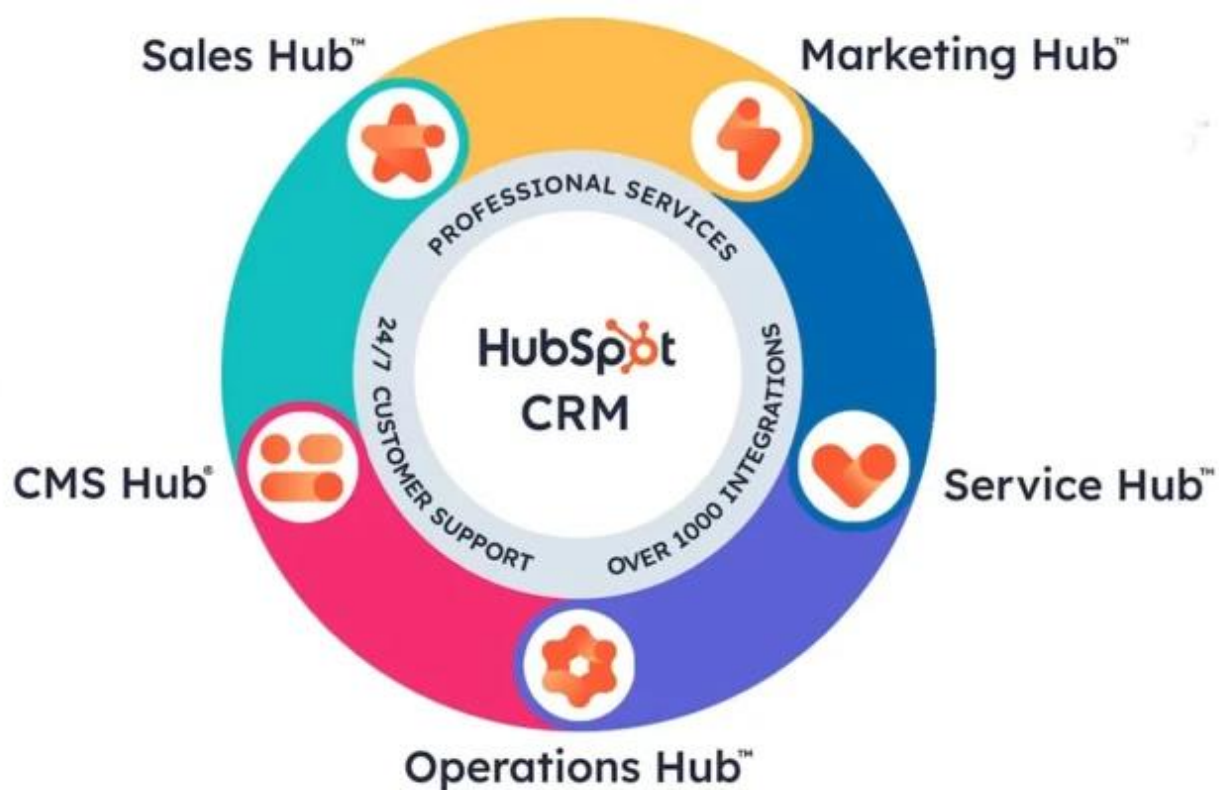 Sales Hub™
Marketing Hub™
PROFESSIONAL SERVICES
24/7 CUSTOMER SUPPORT
OVER 1000 INTEGRATIONS
HubSpot
CRM
CMS Hub®
Service Hub™
Operations Hub™